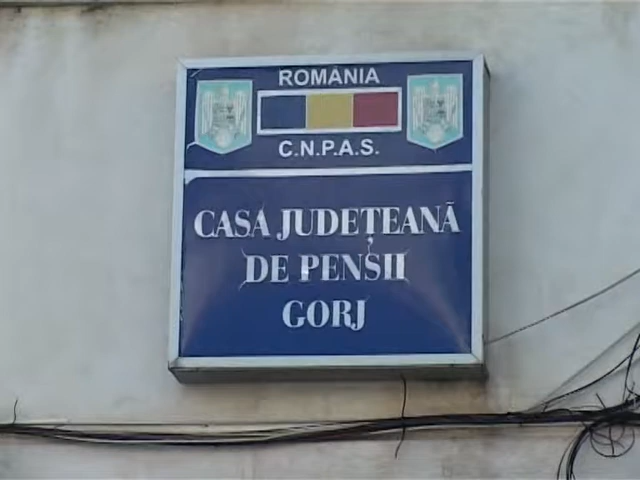 ROMÂNIA
C.N.P.A.S.
CASA JUDEȚEANĂ
DE PENSII
GORJ